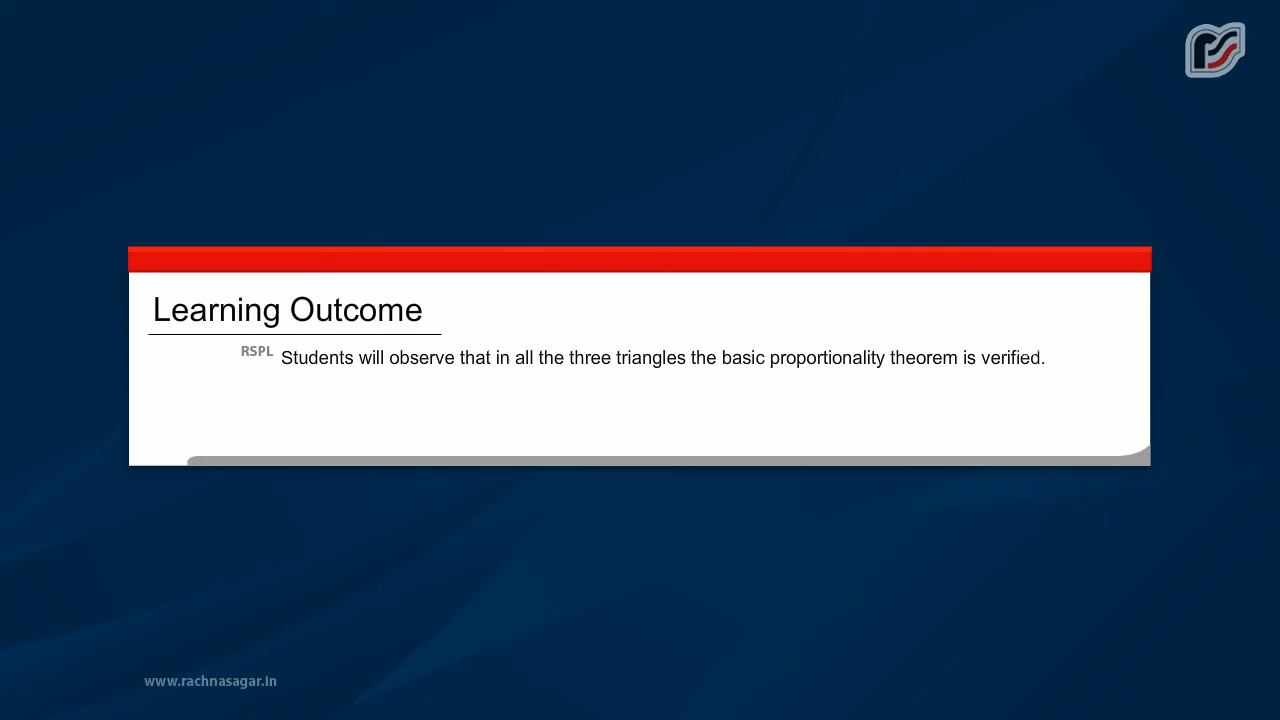 Learning Outcome
RSPL Students will observe that in all the three triangles the basic proportionality theorem is verified.
www.rachnasagar.in